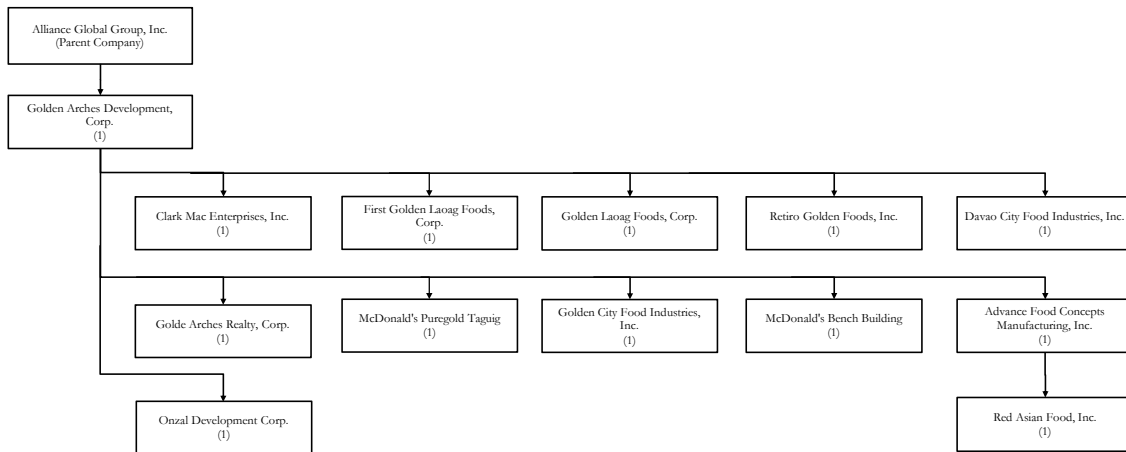 Alliance Global Group, Inc.
(Parent Company)
Golden Arches Development,
Corp.
(1)
Clark Mac Enterprises, Inc.
(1)
First Golden Laoag Foods,
Corp.
(1)
Golden Laoag Foods, Corp.
(1)
Retiro Golden Foods, Inc.
(1)
Davao City Food Industries, Inc.
(1)
Golde Arches Realty, Corp.
(1)
McDonald's Puregold Taguig
(1)
Golden City Food Industries,
Inc.
(1)
McDonald's Bench Building
(1)
Advance Food Concepts
Manufacturing, Inc.
(1)
Onzal Development Corp.
(1)
Red Asian Food, Inc.
(1)